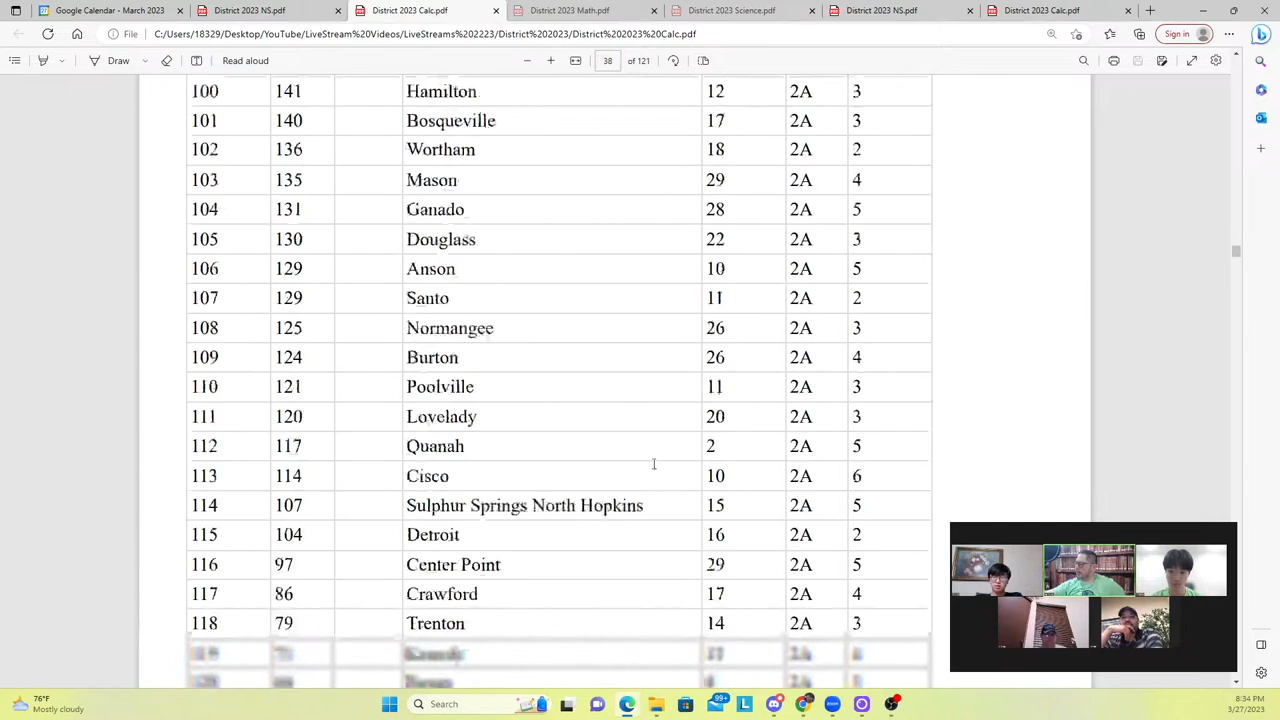 Google Calendar - March 2023
District 2023 NS.pdf
District 2023 Calc.pdf
District 2023 Math.pdf
District 2023 Science.pdf
District 2023 NS.pdf
District 2023 Calc.pdf
File C:/Users/18329/Desktop/YouTube/LiveStream%20Videos/LiveStreams%202223/District%202023/District%202023%20Calc.pdf
Sign in
Draw Read aloud 38 of 121
100 141 Hamilton 12 2A 3
101 140 Bosqueville 17 2A 3
102 136 Wortham 18 2A 2
103 135 Mason 29 2A 4
104 131 Ganado 28 2A 5
105 130 Douglass 22 2A 3
106 129 Anson 10 2A 5
107 129 Santo 11 2A 2
108 125 Normangee 26 2A 3
109 124 Burton 26 2A 4
110 121 Poolville 11 2A 3
111 120 Lovelady 20 2A 3
112 117 Quanah 2 2A 5
113 114 Cisco 10 2A 6
114 107 Sulphur Springs North Hopkins 15 2A 5
115 104 Detroit 16 2A 2
116 97 Center Point 29 2A 5
117 86 Crawford 17 2A 4
118 79 Trenton 14 2A 3
76°F
Mostly cloudy
Search
99+
8:34 PM
3/27/2023